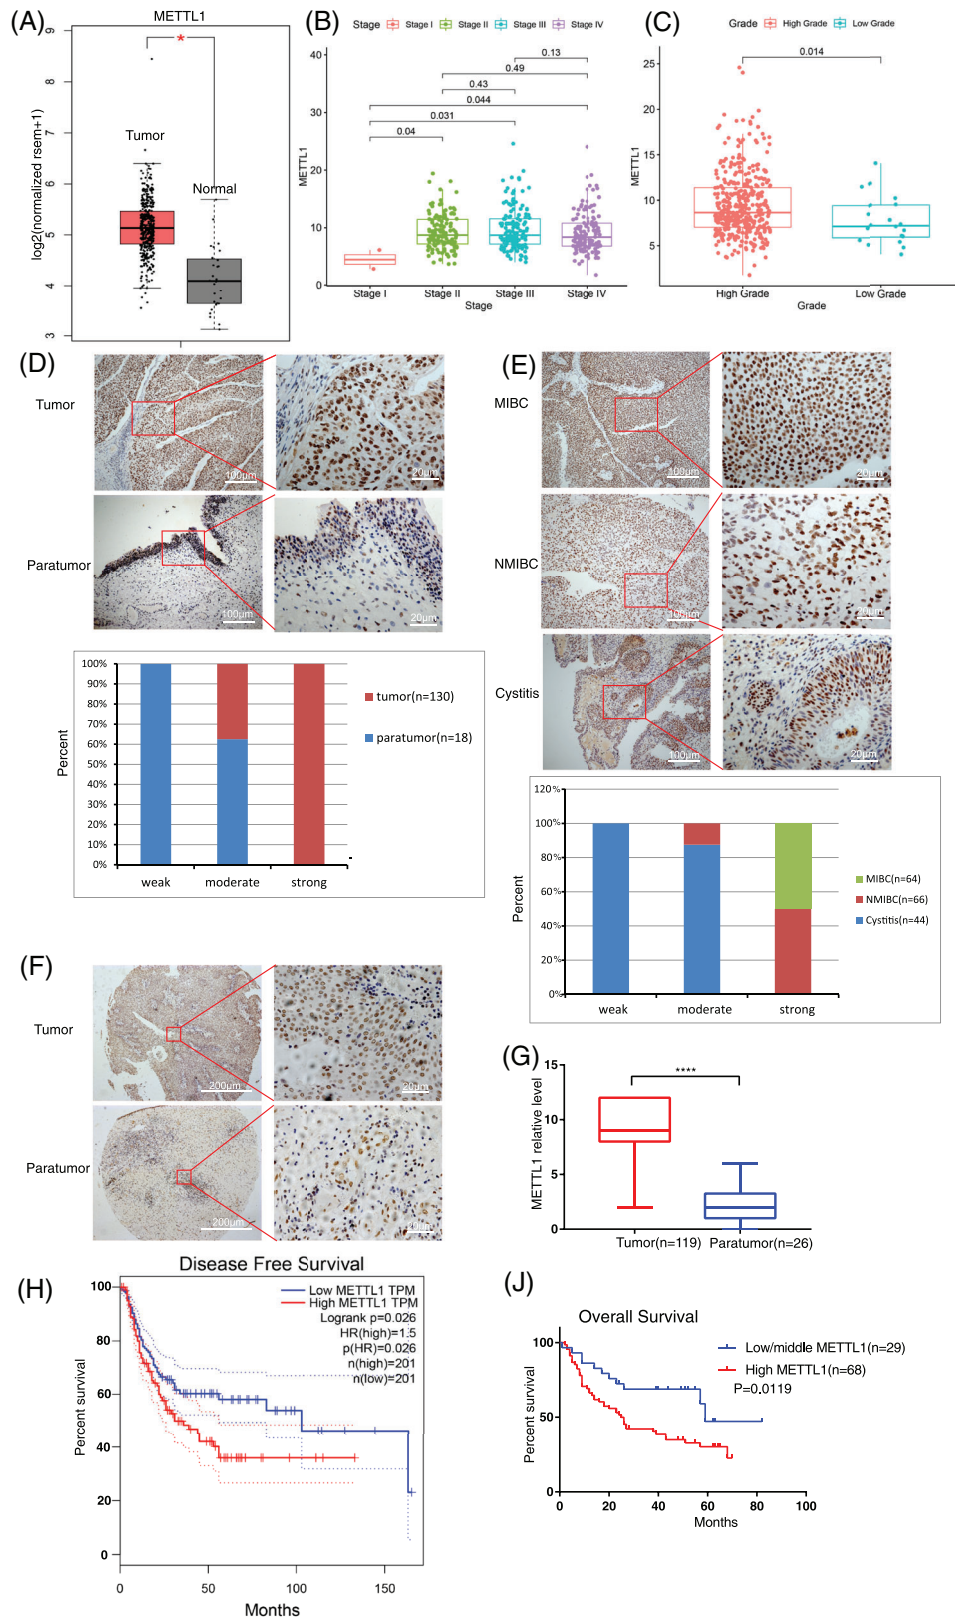 (A)
METTL1
*
Tumor
Normal
log2(normalized rsem+1)
9
8
7
6
5
4
3
(B)
Stage Stage I Stage II Stage III Stage IV
METTL1
40
30
20
10
0
0.13
0.49
0.43
0.044
0.031
0.04
Stage I Stage II Stage III Stage IV
Stage
(C)
Grade High Grade Low Grade
METTL1
25
20
15
10
5
0.014
High Grade Low Grade
Grade
(D)
Tumor
100μm
20μm
Paratumor
100μm
20μm
Percent
100%
90%
80%
70%
60%
50%
40%
30%
20%
10%
0%
weak moderate strong
tumor(n=130)
paratumor(n=18)
(E)
MIBC
100μm
20μm
NMIBC
100μm
20μm
Cystitis
100μm
20μm
Percent
120%
100%
80%
60%
40%
20%
0%
weak moderate strong
MIBC(n=64)
NMIBC(n=66)
Cystitis(n=44)
(F)
Tumor
200μm
20μm
Paratumor
200μm
20μm
(G)
METTL1 relative level
15
10
5
0
****
Tumor(n=119) Paratumor(n=26)
(H)
Disease Free Survival
Low METTL1 TPM
High METTL1 TPM
Logrank p=0.026
HR(high)=1.5
p(HR)=0.026
n(high)=201
n(low)=201
Percent survival
100
80
60
40
20
0
0 50 100 150
Months
(J)
Overall Survival
Low/middle METTL1(n=29)
High METTL1(n=68)
P=0.0119
Percent survival
100
50
0
0 20 40 60 80 100
Months